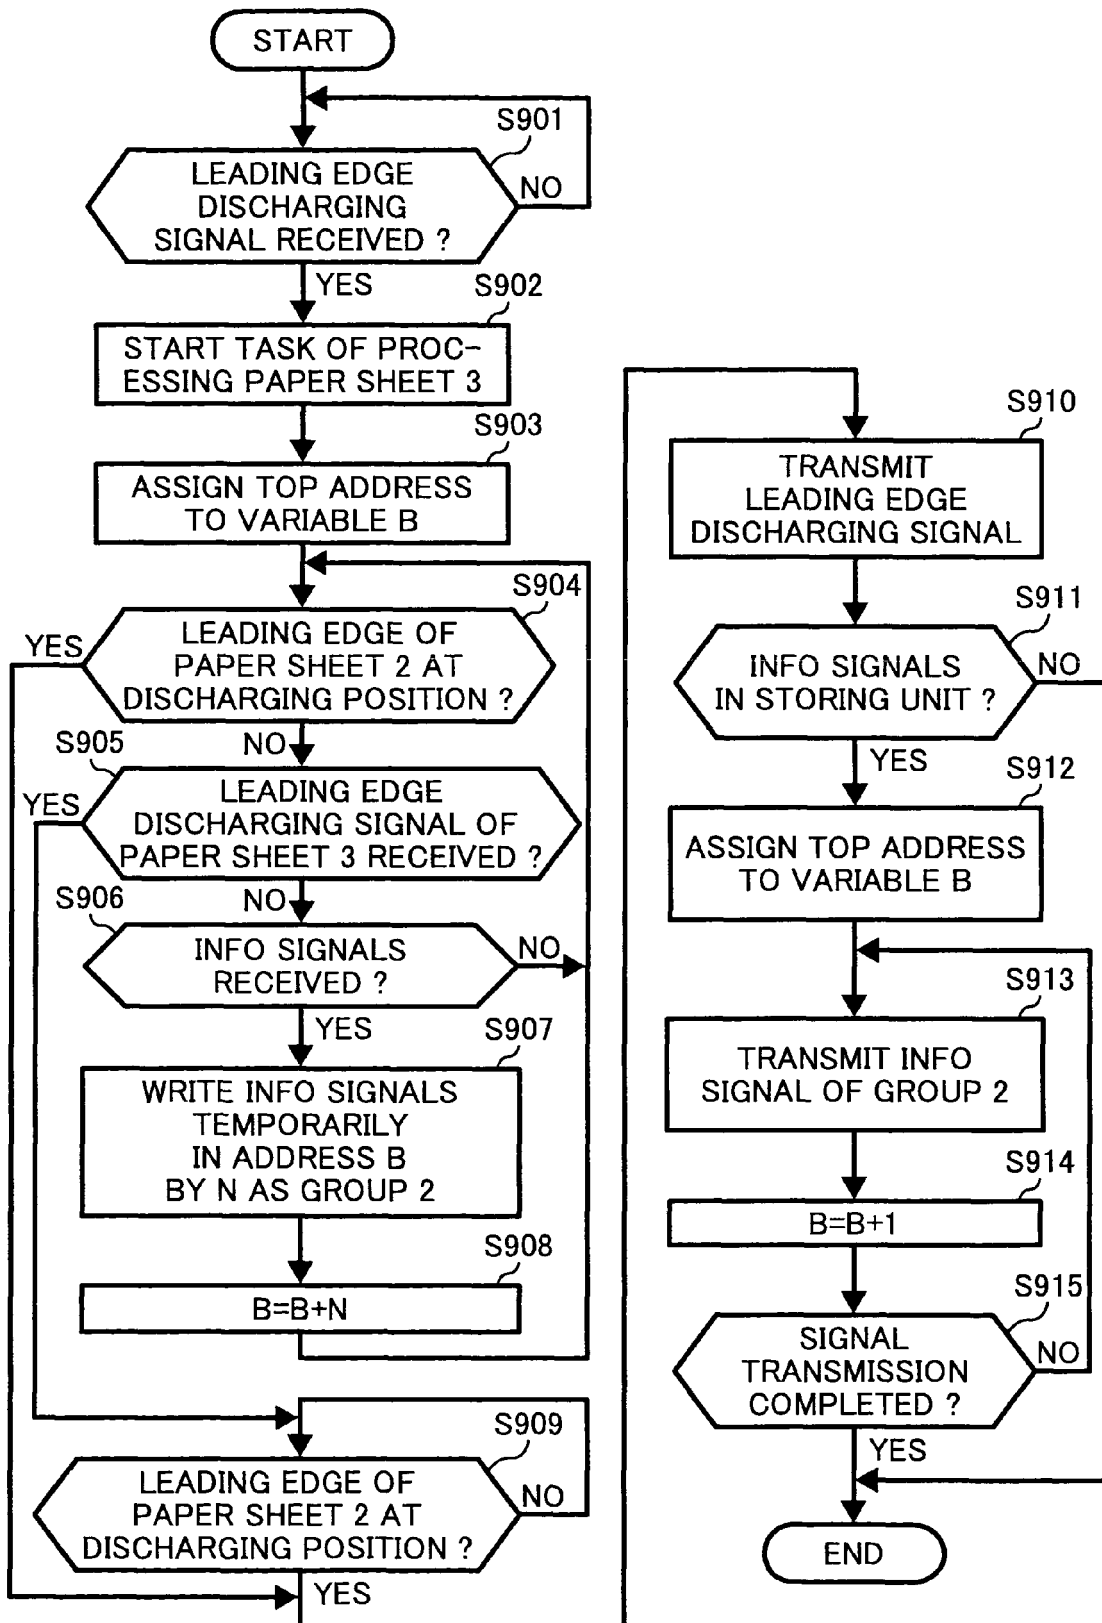 START
S901
LEADING EDGE
DISCHARGING
SIGNAL RECEIVED ?
NO
YES
S902
START TASK OF PROC-
ESSING PAPER SHEET 3
S903
ASSIGN TOP ADDRESS
TO VARIABLE B
S904
YES
LEADING EDGE OF
PAPER SHEET 2 AT
DISCHARGING POSITION ?
NO
S905
YES
LEADING EDGE
DISCHARGING SIGNAL OF
PAPER SHEET 3 RECEIVED ?
NO
S906
INFO SIGNALS
RECEIVED ?
NO
YES
S907
WRITE INFO SIGNALS
TEMPORARILY
IN ADDRESS B
BY N AS GROUP 2
S908
B=B+N
S909
LEADING EDGE OF
PAPER SHEET 2 AT
DISCHARGING POSITION ?
NO
YES
S910
TRANSMIT
LEADING EDGE
DISCHARGING SIGNAL
S911
INFO SIGNALS
IN STORING UNIT ?
NO
YES
S912
ASSIGN TOP ADDRESS
TO VARIABLE B
S913
TRANSMIT INFO
SIGNAL OF GROUP 2
S914
B=B+1
S915
SIGNAL
TRANSMISSION
COMPLETED ?
NO
YES
END